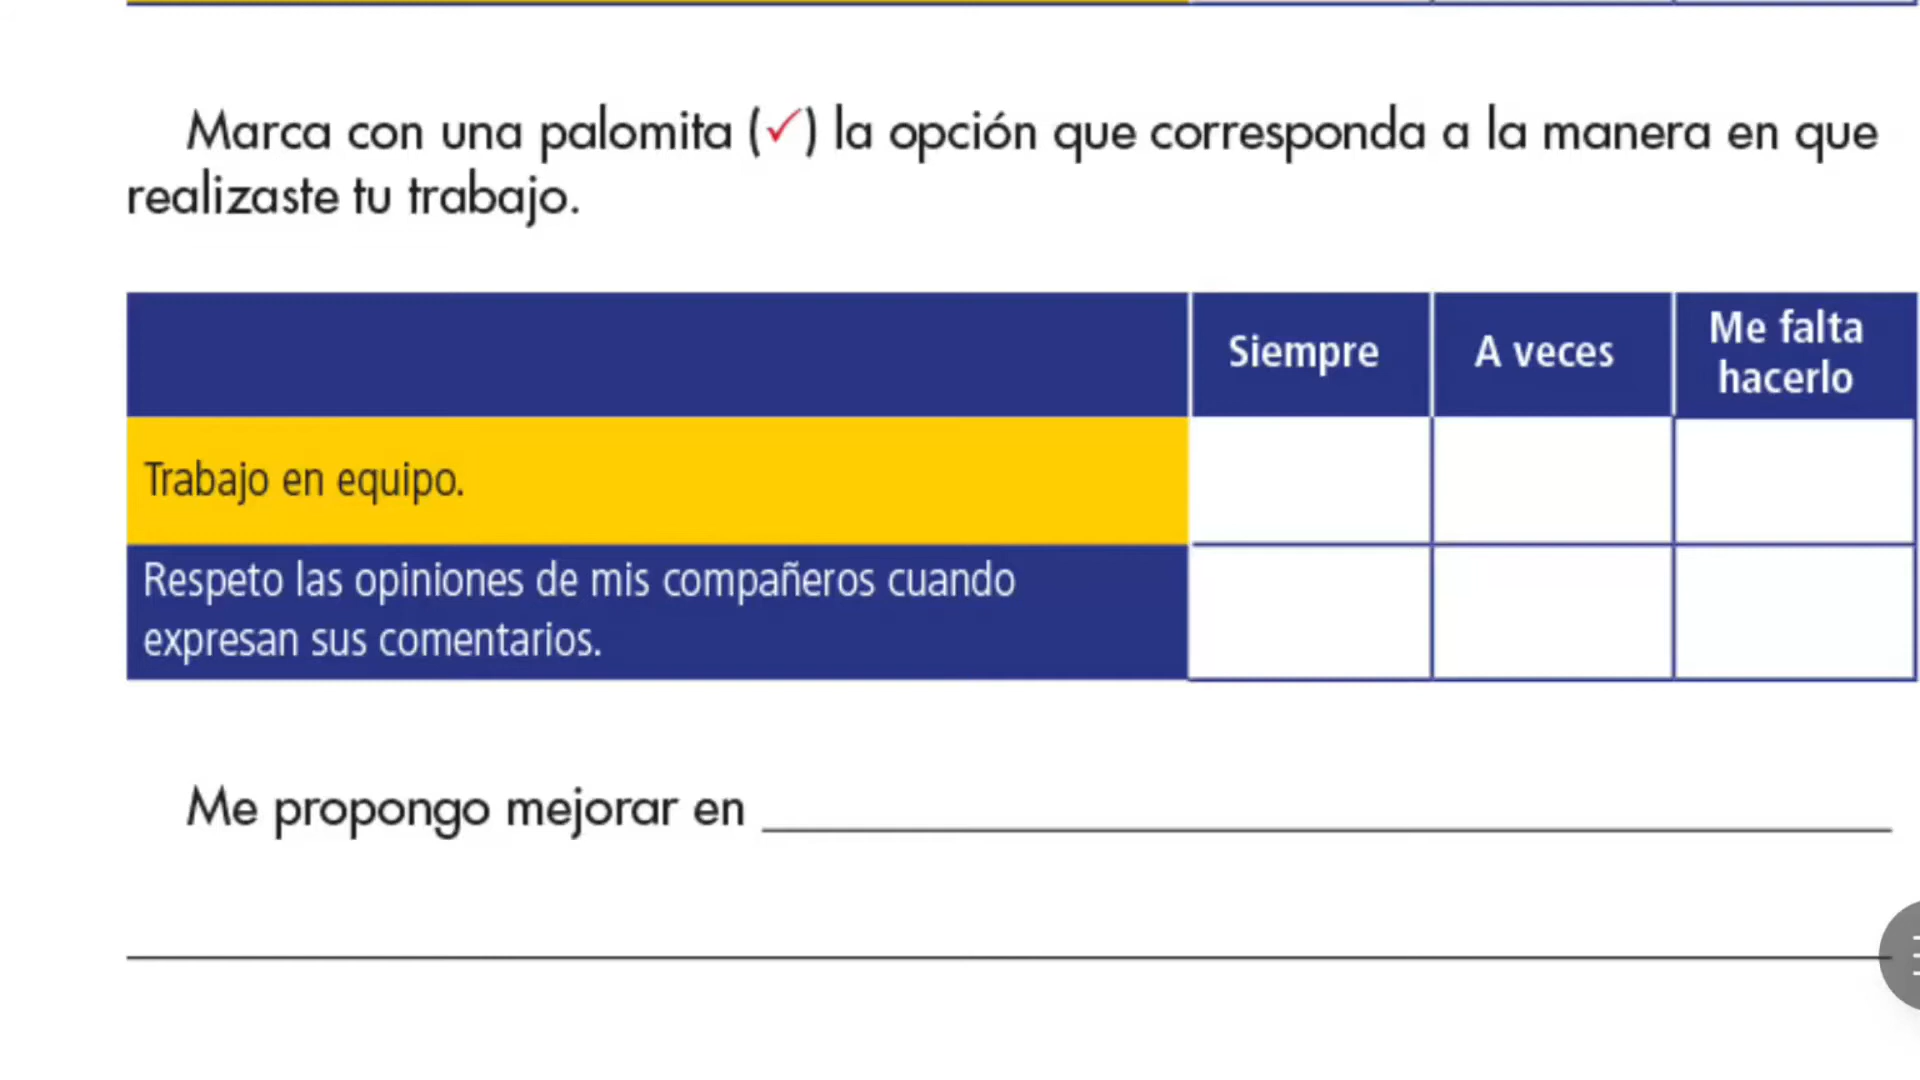 Marca con una palomita (✓) la opción que corresponda a la manera en que
realizaste tu trabajo.
Siempre
A veces
Me falta
hacerlo
Trabajo en equipo.
Respeto las opiniones de mis compañeros cuando
expresan sus comentarios.
Me propongo mejorar en